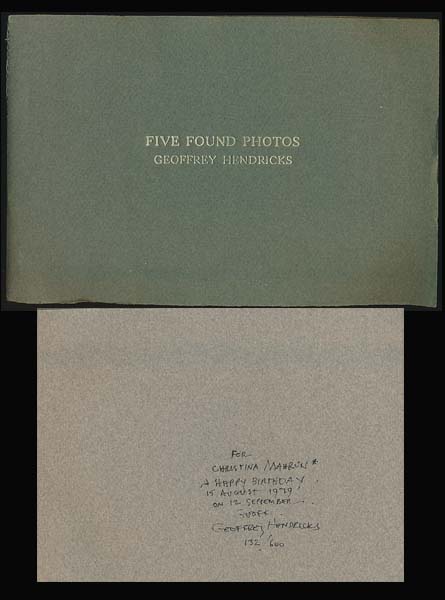 FIVE FOUND PHOTOS
GEOFFREY HENDRICKS
FOR
CHRISTINA
A HAPPY BIRTHDAY
15 AUGUST 1979
ON 12 SEPTEMBER
GEOFFREY HENDRICKS
132 600